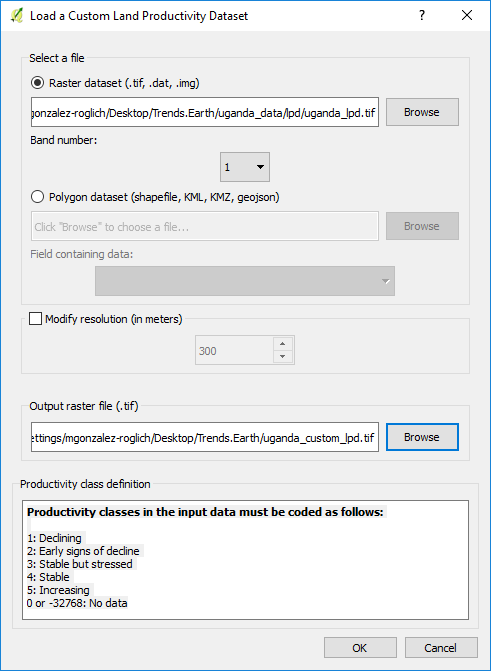 Load a Custom Land Productivity Dataset
Select a file
Raster dataset (.tif, .dat, .img)
gonzalez-roglich/Desktop/Trends.Earth/uganda_data/lpd/uganda_lpd.tif
Browse
Band number:
1
Polygon dataset (shapefile, KML, KMZ, geojson)
Click "Browse" to choose a file...
Browse
Field containing data:
Modify resolution (in meters)
300
Output raster file (.tif)
ettings/mgonzalez-roglich/Desktop/Trends.Earth/uganda_custom_lpd.tif
Browse
Productivity class definition
Productivity classes in the input data must be coded as follows:
1: Declining
2: Early signs of decline
3: Stable but stressed
4: Stable
5: Increasing
0 or -32768: No data
OK
Cancel